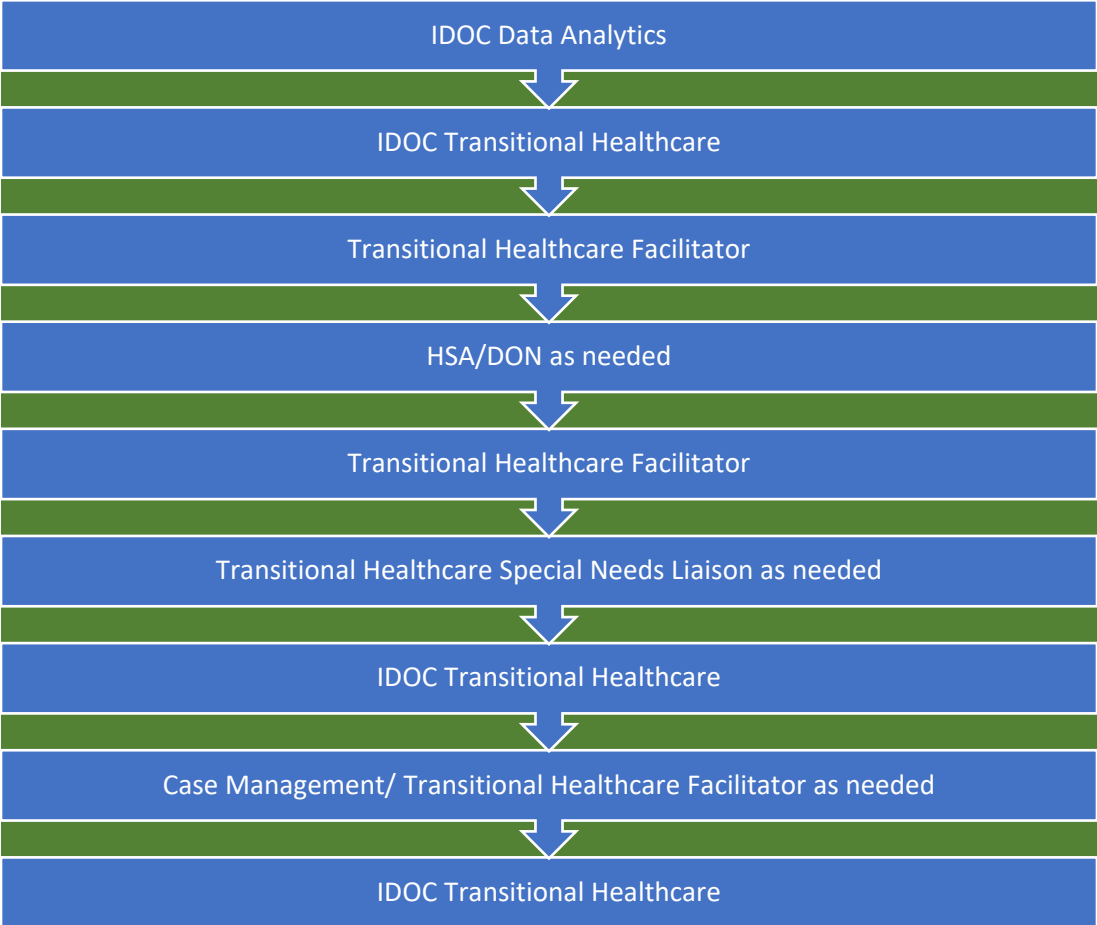 IDOC Data Analytics
IDOC Transitional Healthcare
Transitional Healthcare Facilitator
HSA/DON as needed
Transitional Healthcare Facilitator
Transitional Healthcare Special Needs Liaison as needed
IDOC Transitional Healthcare
Case Management/ Transitional Healthcare Facilitator as needed
IDOC Transitional Healthcare